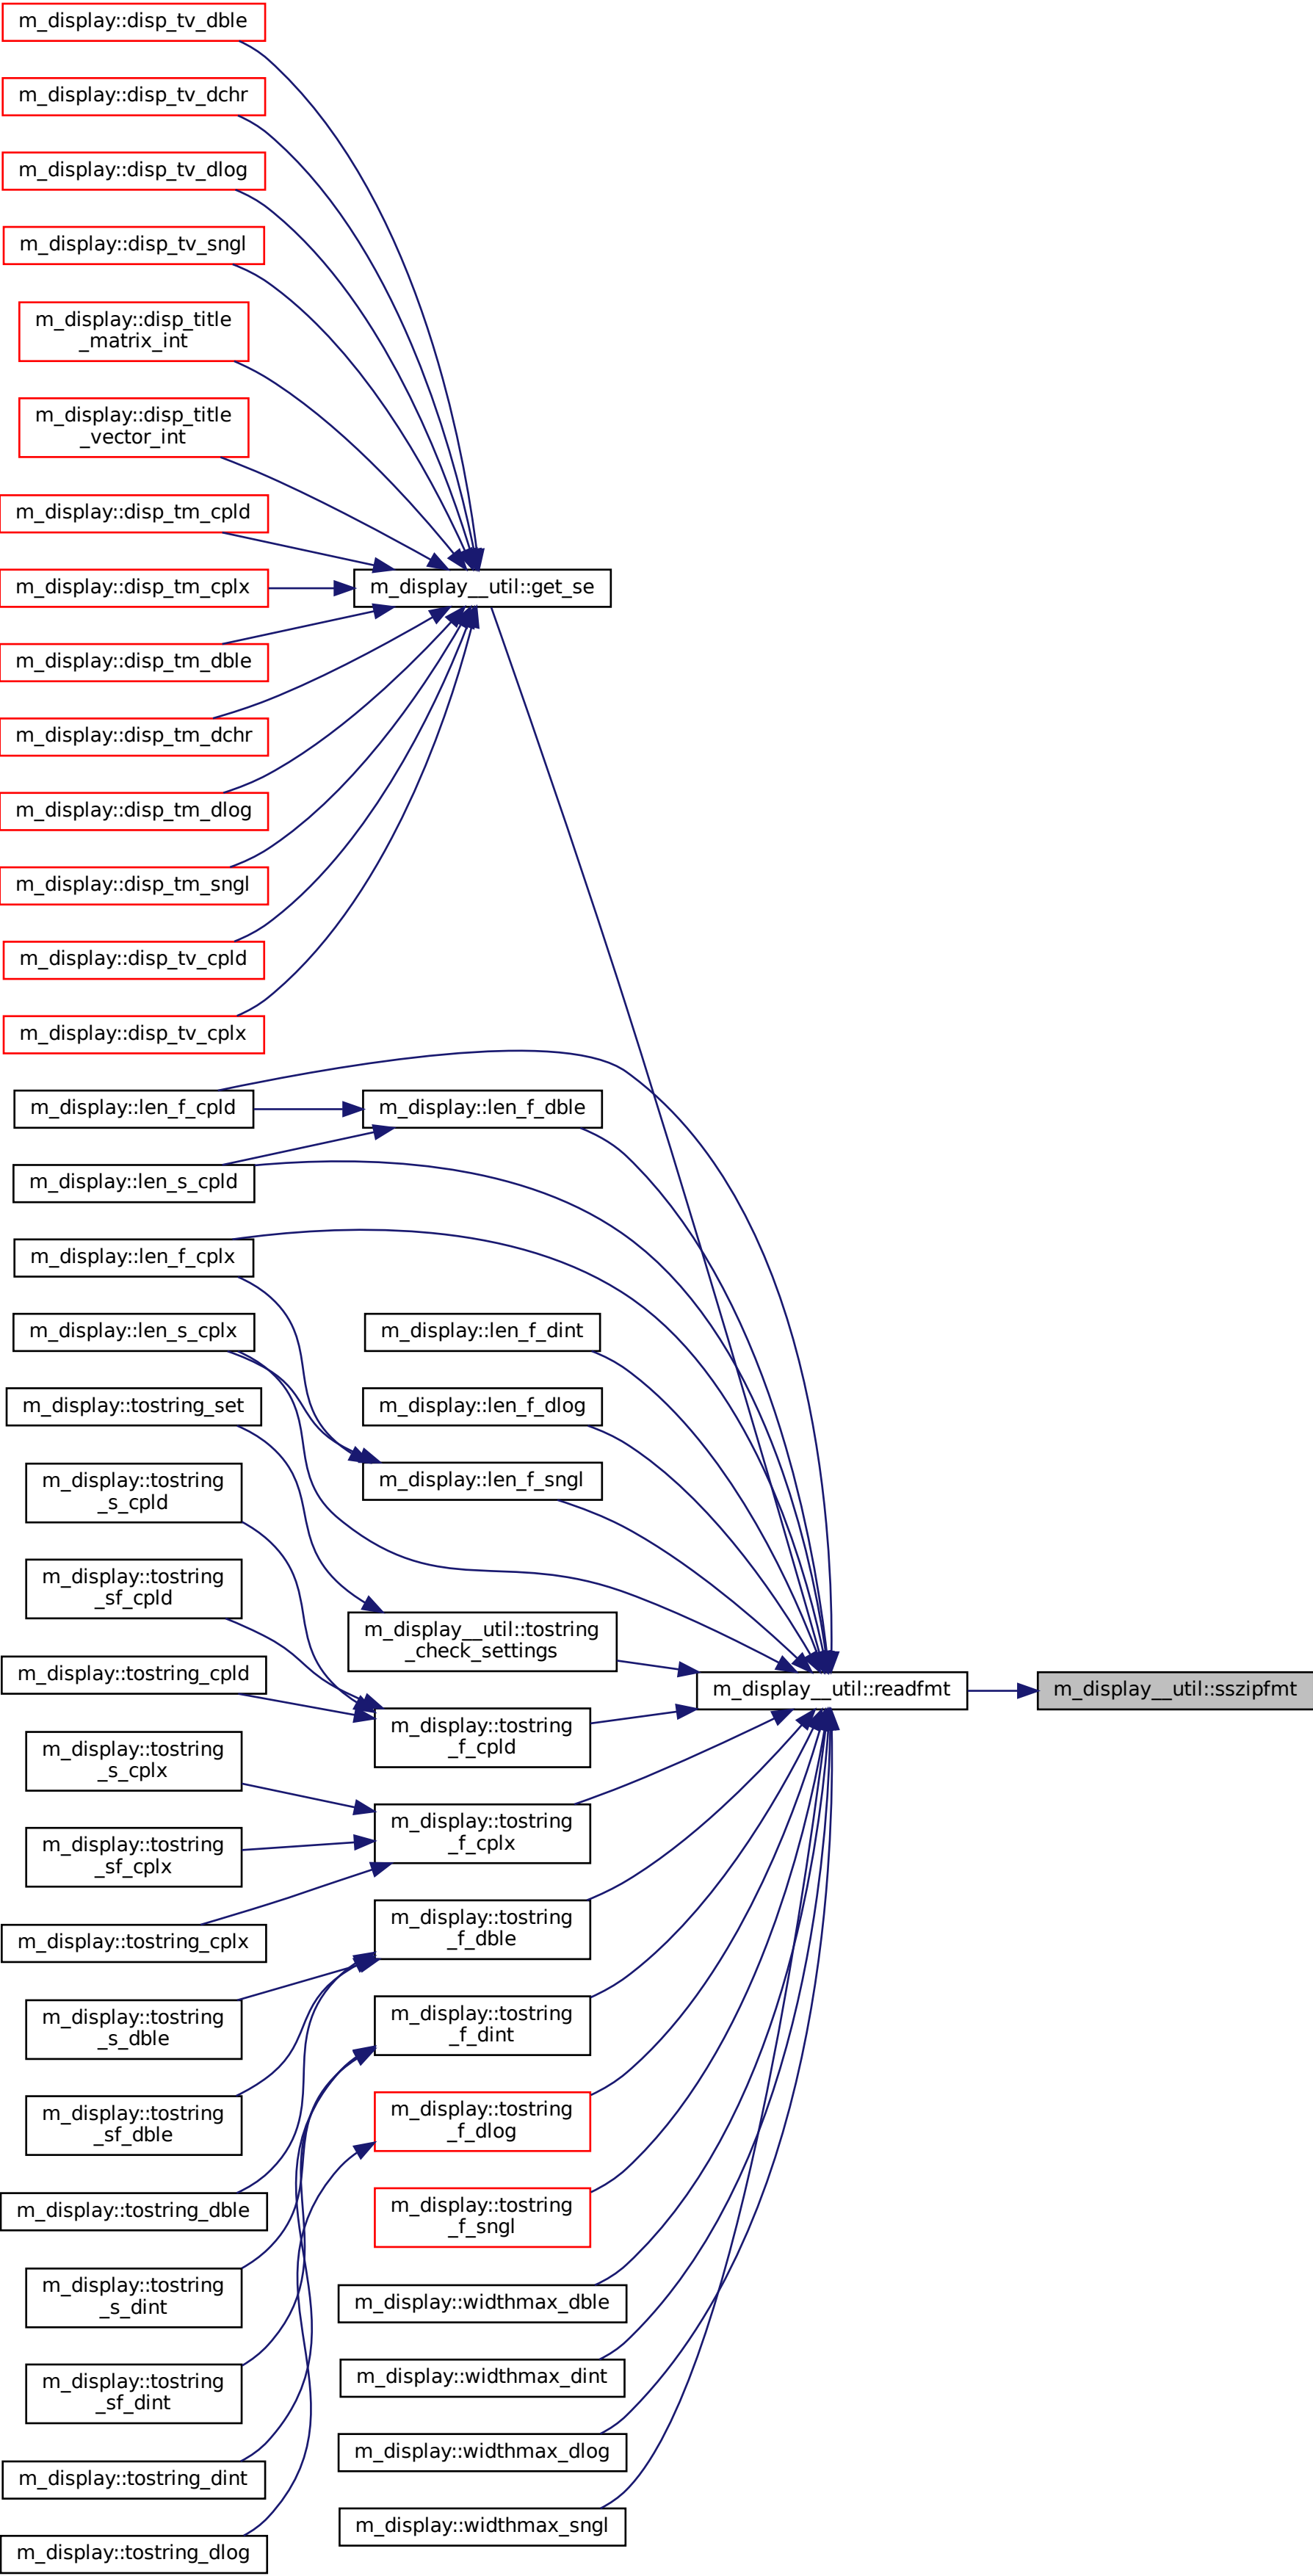 m_display::disp_tv_dble
m_display::disp_tv_dchr
m_display::disp_tv_dlog
m_display::disp_tv_sngl
m_display::disp_title
_matrix_int
m_display::disp_title
_vector_int
m_display::disp_tm_cpld
m_display::disp_tm_cplx
m_display__util::get_se
m_display::disp_tm_dble
m_display::disp_tm_dchr
m_display::disp_tm_dlog
m_display::disp_tm_sngl
m_display::disp_tv_cpld
m_display::disp_tv_cplx
m_display::len_f_cpld
m_display::len_f_dble
m_display::len_s_cpld
m_display::len_f_cplx
m_display::len_s_cplx
m_display::len_f_dint
m_display::tostring_set
m_display::len_f_dlog
m_display::len_f_sngl
m_display::tostring
_s_cpld
m_display::tostring
_sf_cpld
m_display__util::tostring
_check_settings
m_display::tostring_cpld
m_display__util::readfmt
m_display__util::sszipfmt
m_display::tostring
_f_cpld
m_display::tostring
_s_cplx
m_display::tostring
_f_cplx
m_display::tostring
_sf_cplx
m_display::tostring_cplx
m_display::tostring
_f_dble
m_display::tostring
_s_dble
m_display::tostring
_f_dint
m_display::tostring
_sf_dble
m_display::tostring
_f_dlog
m_display::tostring_dble
m_display::tostring
_f_sngl
m_display::tostring
_s_dint
m_display::widthmax_dble
m_display::tostring
_sf_dint
m_display::widthmax_dint
m_display::widthmax_dlog
m_display::tostring_dint
m_display::widthmax_sngl
m_display::tostring_dlog